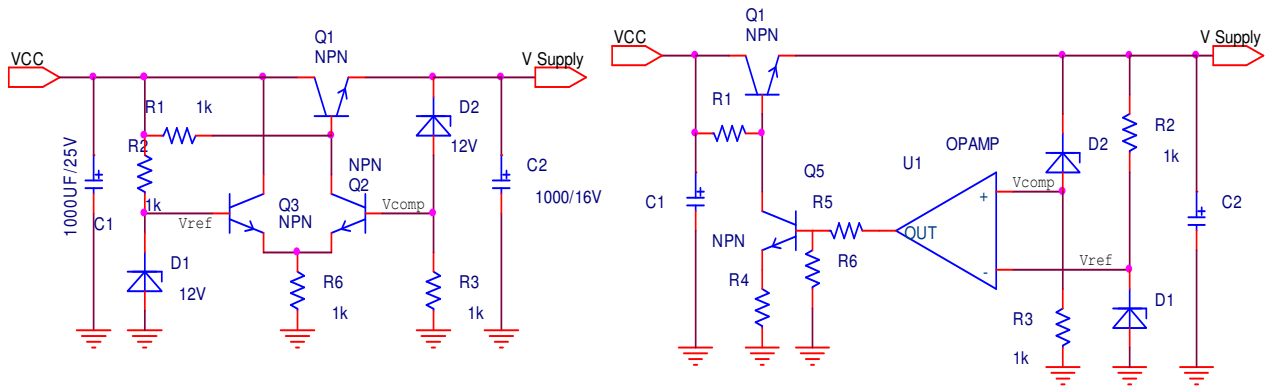 Q1
NPN
VCC
V Supply
R1 1k
D2
R2
12V
NPN
Q2
C2
1000/16V
1000UF/25V
C1
1k
Vref
Q3
NPN
Vcomp
D1
12V
R6
1k
R3
1k
Q1
NPN
VCC
V Supply
R1
OPAMP
R2
1k
U1
D2
Q5
Vcomp
+
C1
R5
C2
OUT
NPN
R6
Vref
-
R4
D1
R3
1k